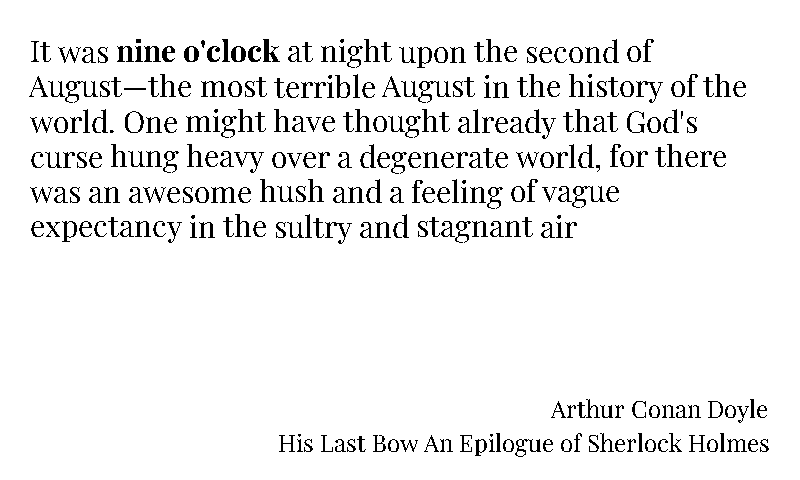 It was nine o'clock at night upon the second of
August—the most terrible August in the history of the
world. One might have thought already that God's
curse hung heavy over a degenerate world, for there
was an awesome hush and a feeling of vague
expectancy in the sultry and stagnant air
Arthur Conan Doyle
His Last Bow An Epilogue of Sherlock Holmes